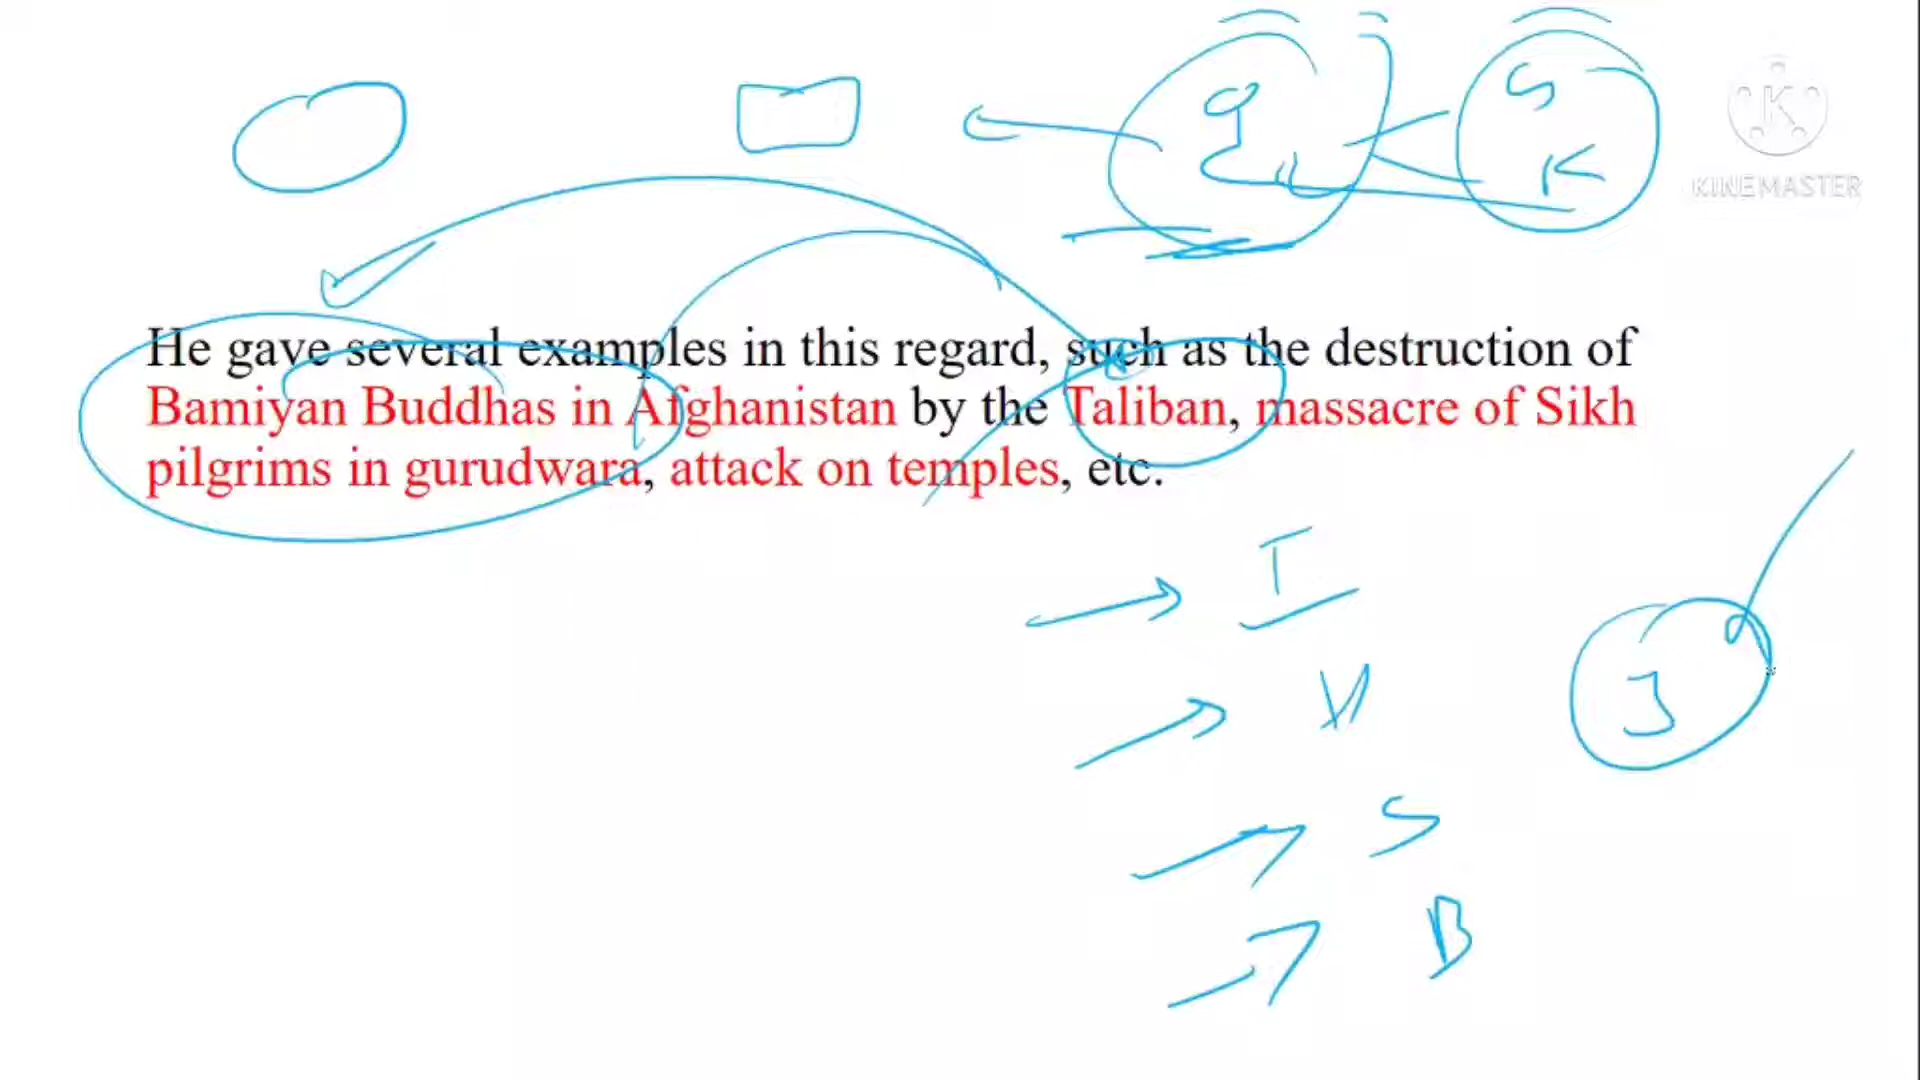 S
K
K
KINEMASTER
He gave several examples in this regard, such as the destruction of
Bamiyan Buddhas in Afghanistan by the Taliban, massacre of Sikh
pilgrims in gurudwara, attack on temples, etc.
I
S
B
J